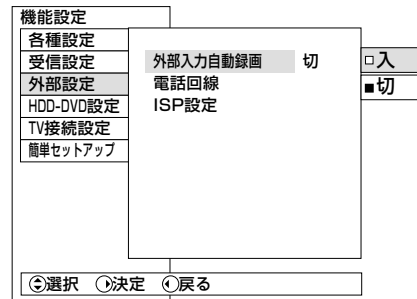 機能設定
各種設定
受信設定
外部設定
HDD-DVD設定
TV接続設定
簡単セットアップ
外部入力自動録画 切
電話回線
ISP設定
□入
■切
選択 決定 戻る